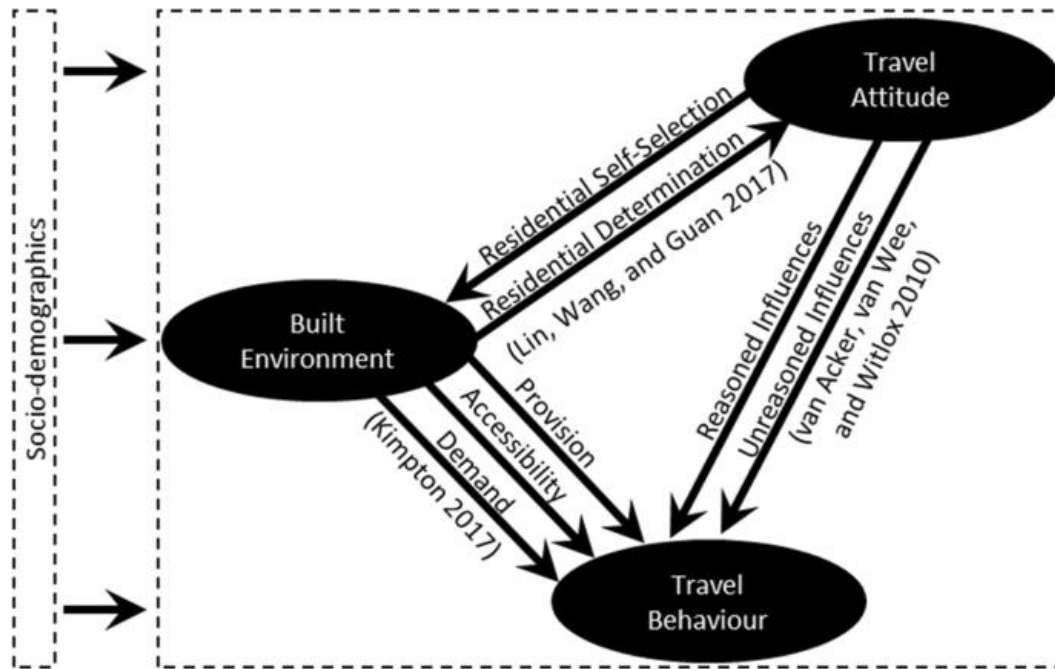 Socio-demographics
Travel
Attitude
Residential Self-Selection
Residential Determination
(Lin, Wang, and Guan 2017)
Reasoned Influences
Unreasoned Influences
(van Acker, van Wee,
and Witlox 2010)
Built
Environment
Provision
Accessibility
Demand
(Kimpton 2017)
Travel
Behaviour